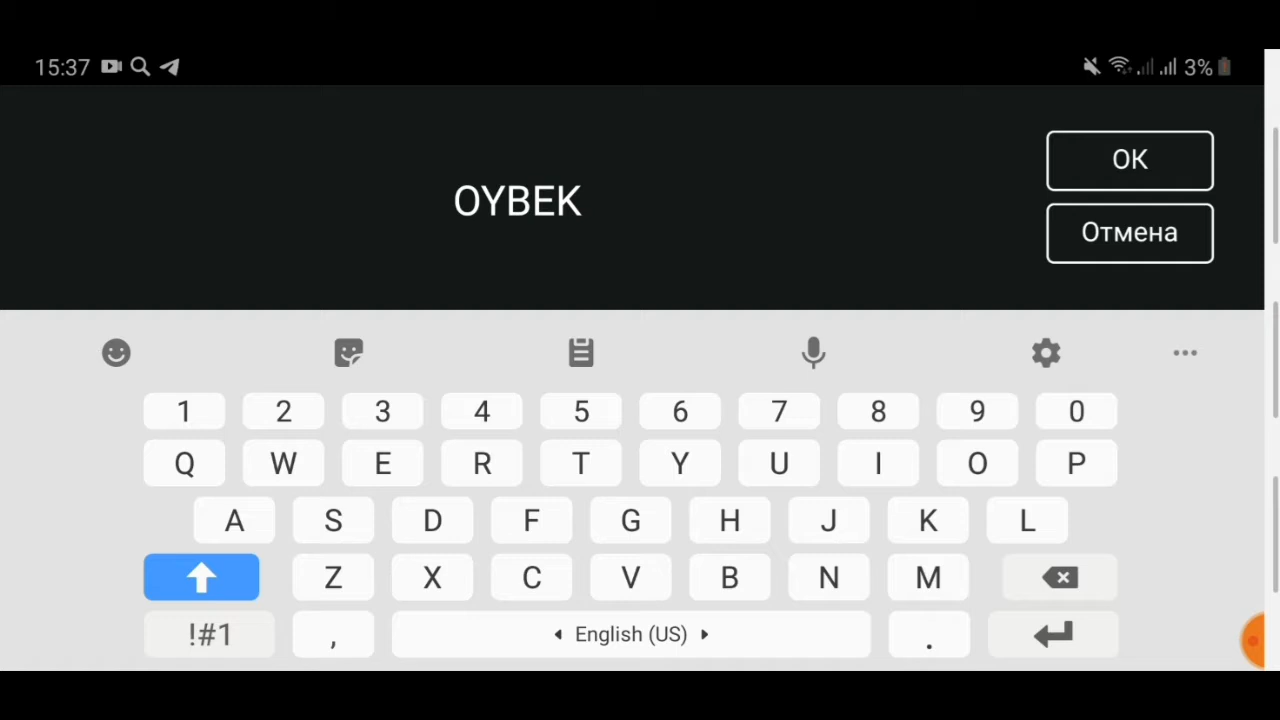 15:37 3%
OK
OYBEK
Отмена
1 2 3 4 5 6 7 8 9 0
Q W E R T Y U I O P
A S D F G H J K L
Z X C V B N M
!#1 , English (US) .